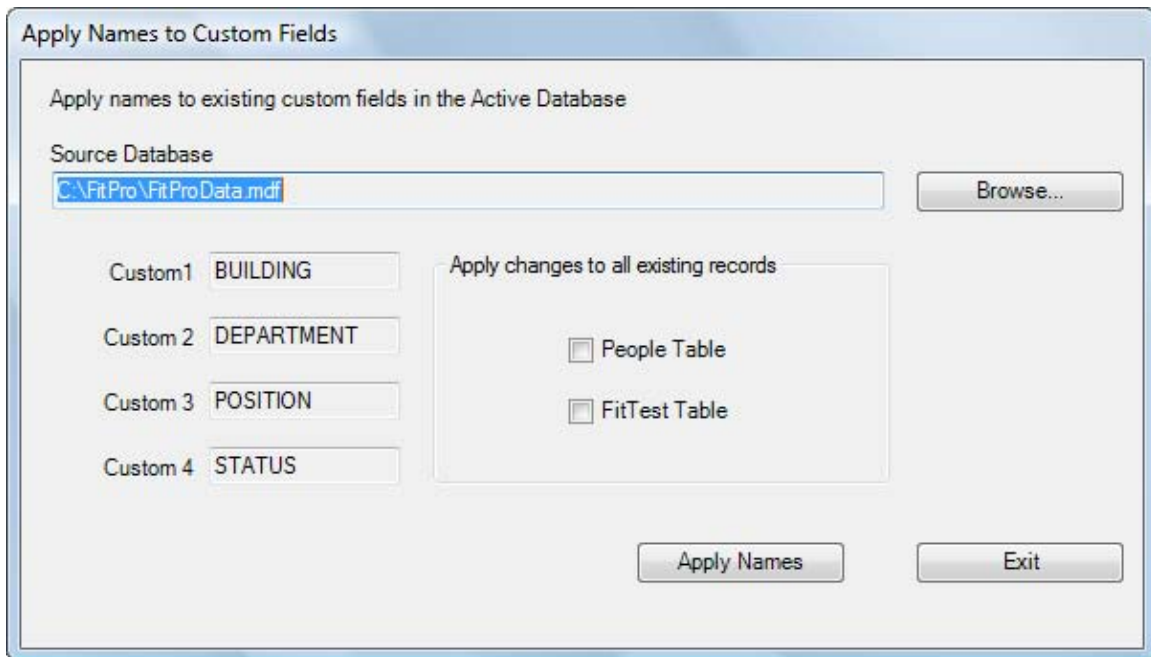 Apply Names to Custom Fields
Apply names to existing custom fields in the Active Database
Source Database
C:\FitPro\FitProData.mdf
Browse...
Custom1 BUILDING
Custom 2 DEPARTMENT
Custom 3 POSITION
Custom 4 STATUS
Apply changes to all existing records
People Table
FitTest Table
Apply Names
Exit